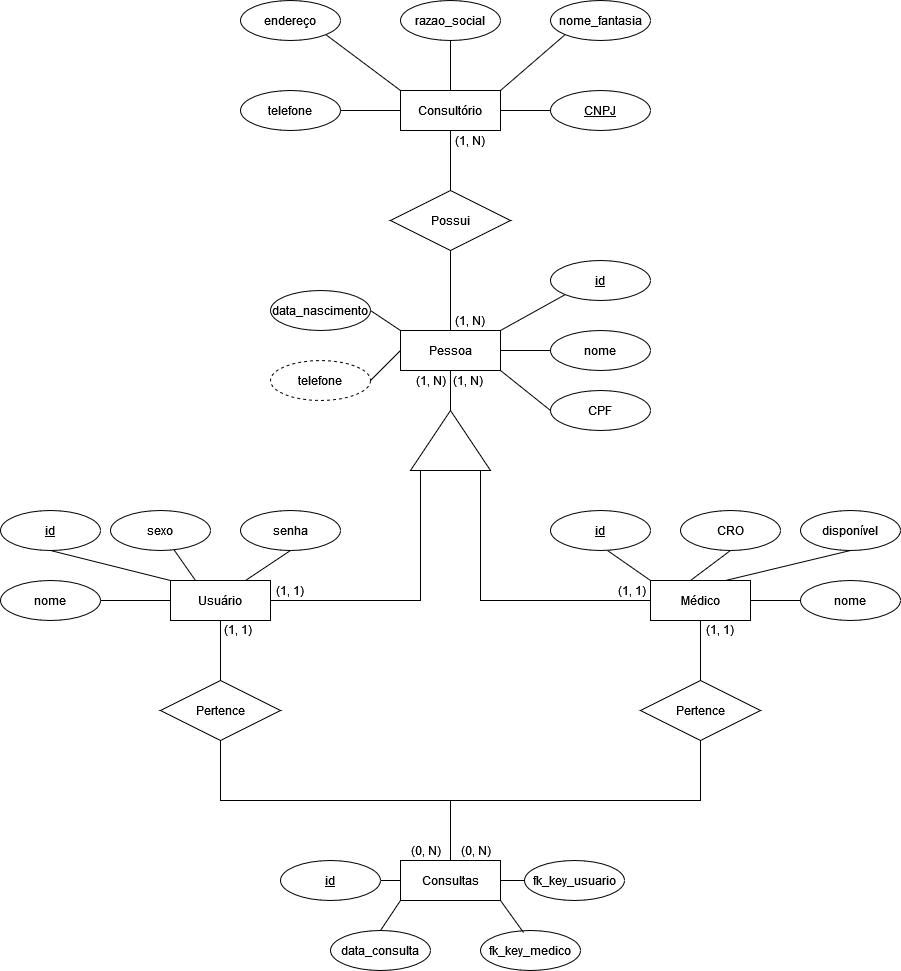 endereço
razao_social
nome_fantasia
telefone
Consultório
CNPJ
(1, N)
Possui
id
data_nascimento
(1, N)
Pessoa
nome
telefone
(1, N) (1, N)
CPF
id
sexo
senha
id
CRO
disponível
nome
Usuário
(1, 1)
(1, 1)
Médico
nome
(1, 1)
(1, 1)
Pertence
Pertence
(0, N) (0, N)
id
Consultas
fk_key_usuario
data_consulta
fk_key_medico